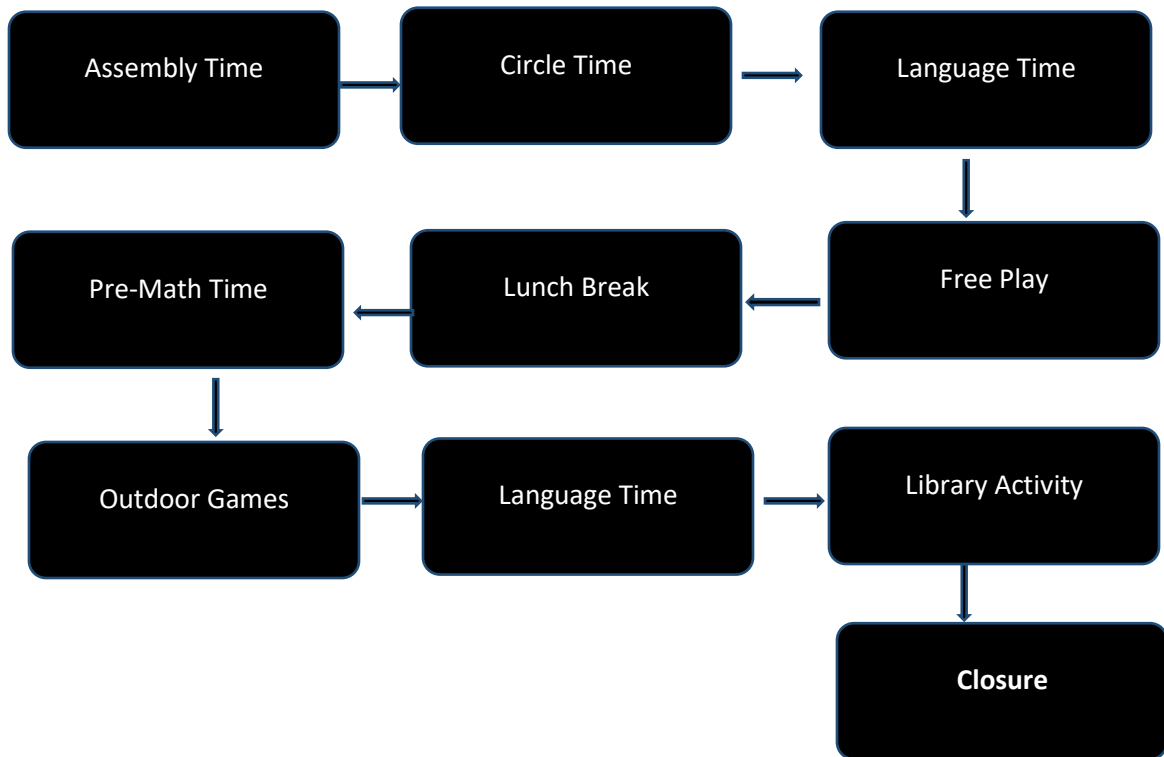 Assembly Time
Circle Time
Language Time
Free Play
Lunch Break
Pre-Math Time
Outdoor Games
Language Time
Library Activity
Closure